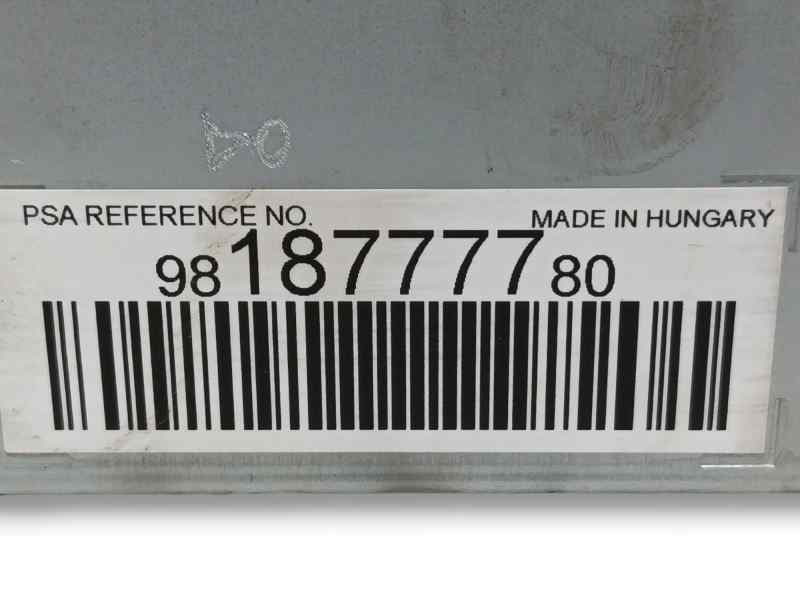 PSA REFERENCE NO. MADE IN HUNGARY
9818777780